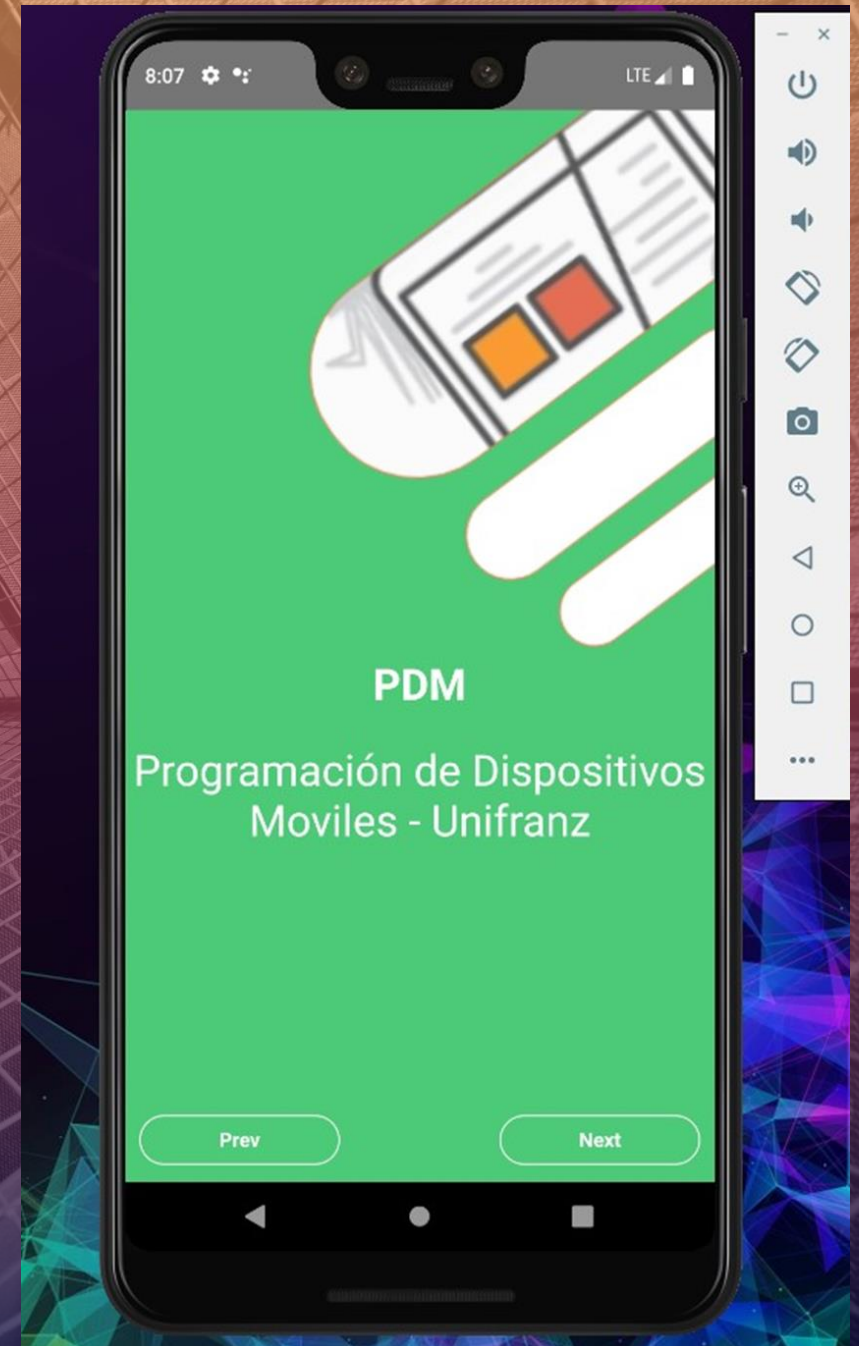 8:07
LTE
PDM
Programación de Dispositivos
Moviles - Unifranz
Prev
Next